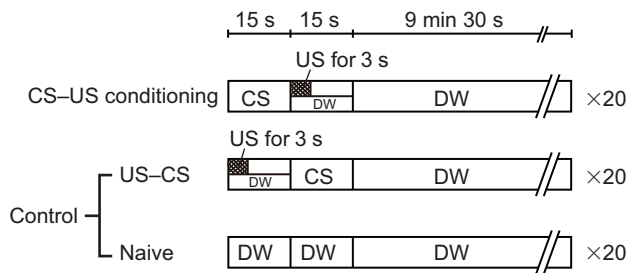 15 s 15 s 9 min 30 s
US for 3 s
CS–US conditioning CS DW DW ×20
US for 3 s
US–CS DW CS DW ×20
Control
Naive DW DW DW ×20